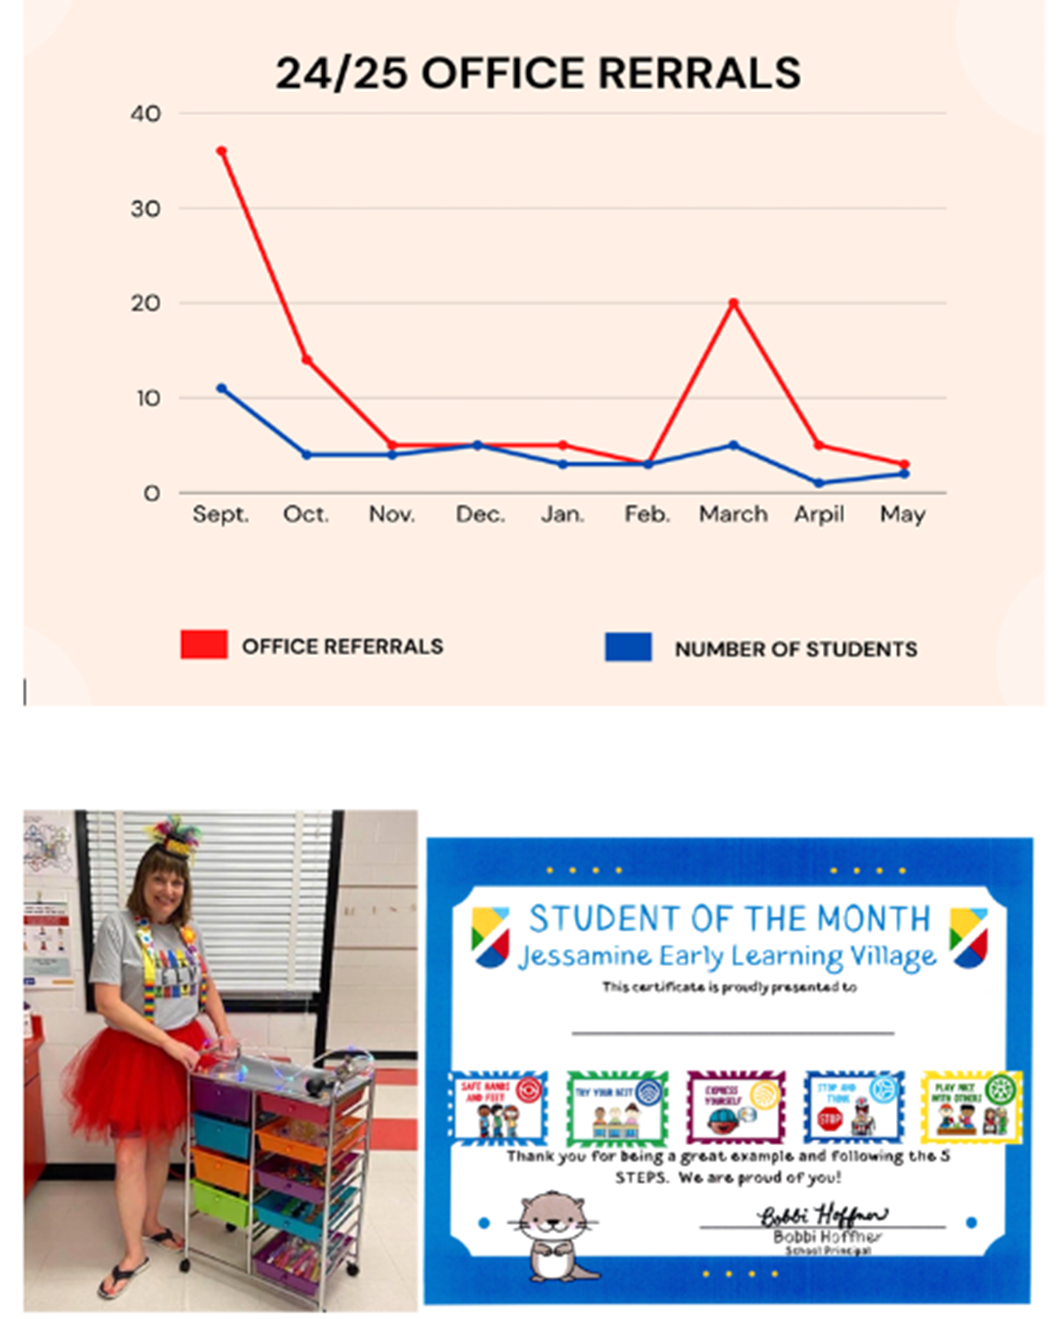 24/25 OFFICE RERRALS
40
30
20
10
0
Sept. Oct. Nov. Dec. Jan. Feb. March Arpil May
OFFICE REFERRALS NUMBER OF STUDENTS
STUDENT OF THE MONTH
Jessamine Early Learning Village
This certificate is proudly presented to
SAFE HANDS AND FEET
TRY YOUR BEST
EXPRESS YOURSELF
STOP AND THINK
STOP
PLAY NICE WITH OTHERS
Thank you for being a great example and following the 5
STEPS. We are proud of you!
Bobbi Hoffner
Bobbi Hoffner
School Principal